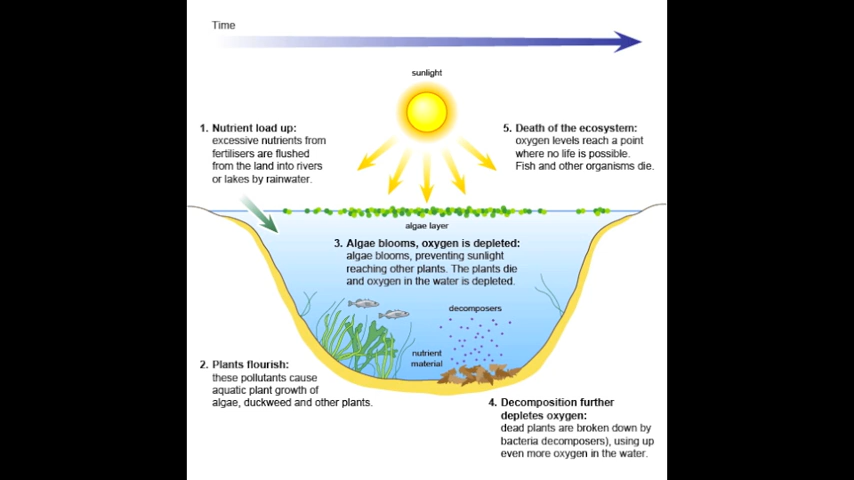 Time
sunlight
1. Nutrient load up:
excessive nutrients from
fertilisers are flushed
from the land into rivers
or lakes by rainwater.
5. Death of the ecosystem:
oxygen levels reach a point
where no life is possible.
Fish and other organisms die.
algae layer
3. Algae blooms, oxygen is depleted:
algae blooms, preventing sunlight
reaching other plants. The plants die
and oxygen in the water is depleted.
decomposers
nutrient
material
2. Plants flourish:
these pollutants cause
aquatic plant growth of
algae, duckweed and other plants.
4. Decomposition further
depletes oxygen:
dead plants are broken down by
bacteria decomposers), using up
even more oxygen in the water.